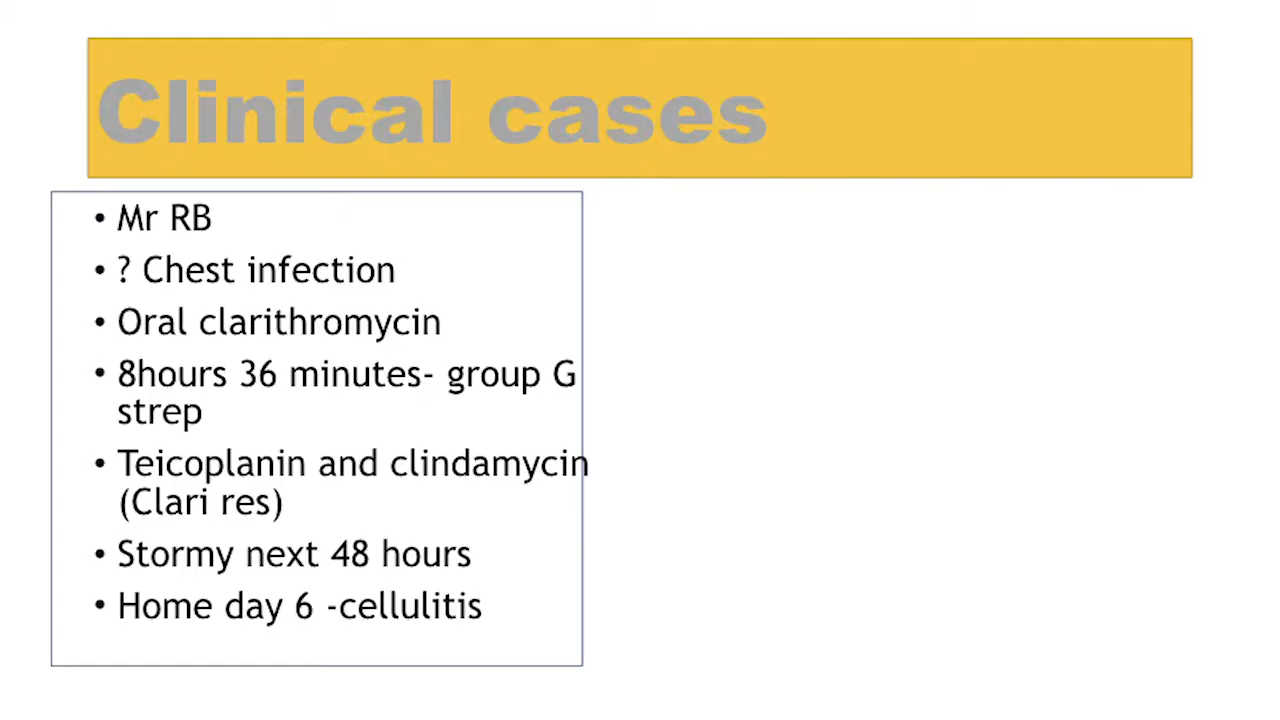 Clinical cases
• Mr RB
• ? Chest infection
• Oral clarithromycin
• 8hours 36 minutes- group G
strep
• Teicoplanin and clindamycin
(Clari res)
• Stormy next 48 hours
• Home day 6 -cellulitis